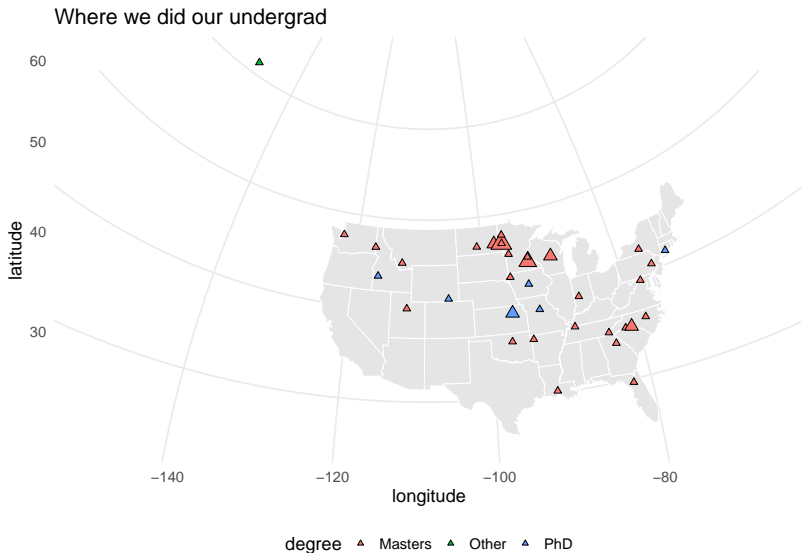 Where we did our undergrad
60
50
40
30
latitude
−140
−120
−100
−80
longitude
degree Masters Other PhD